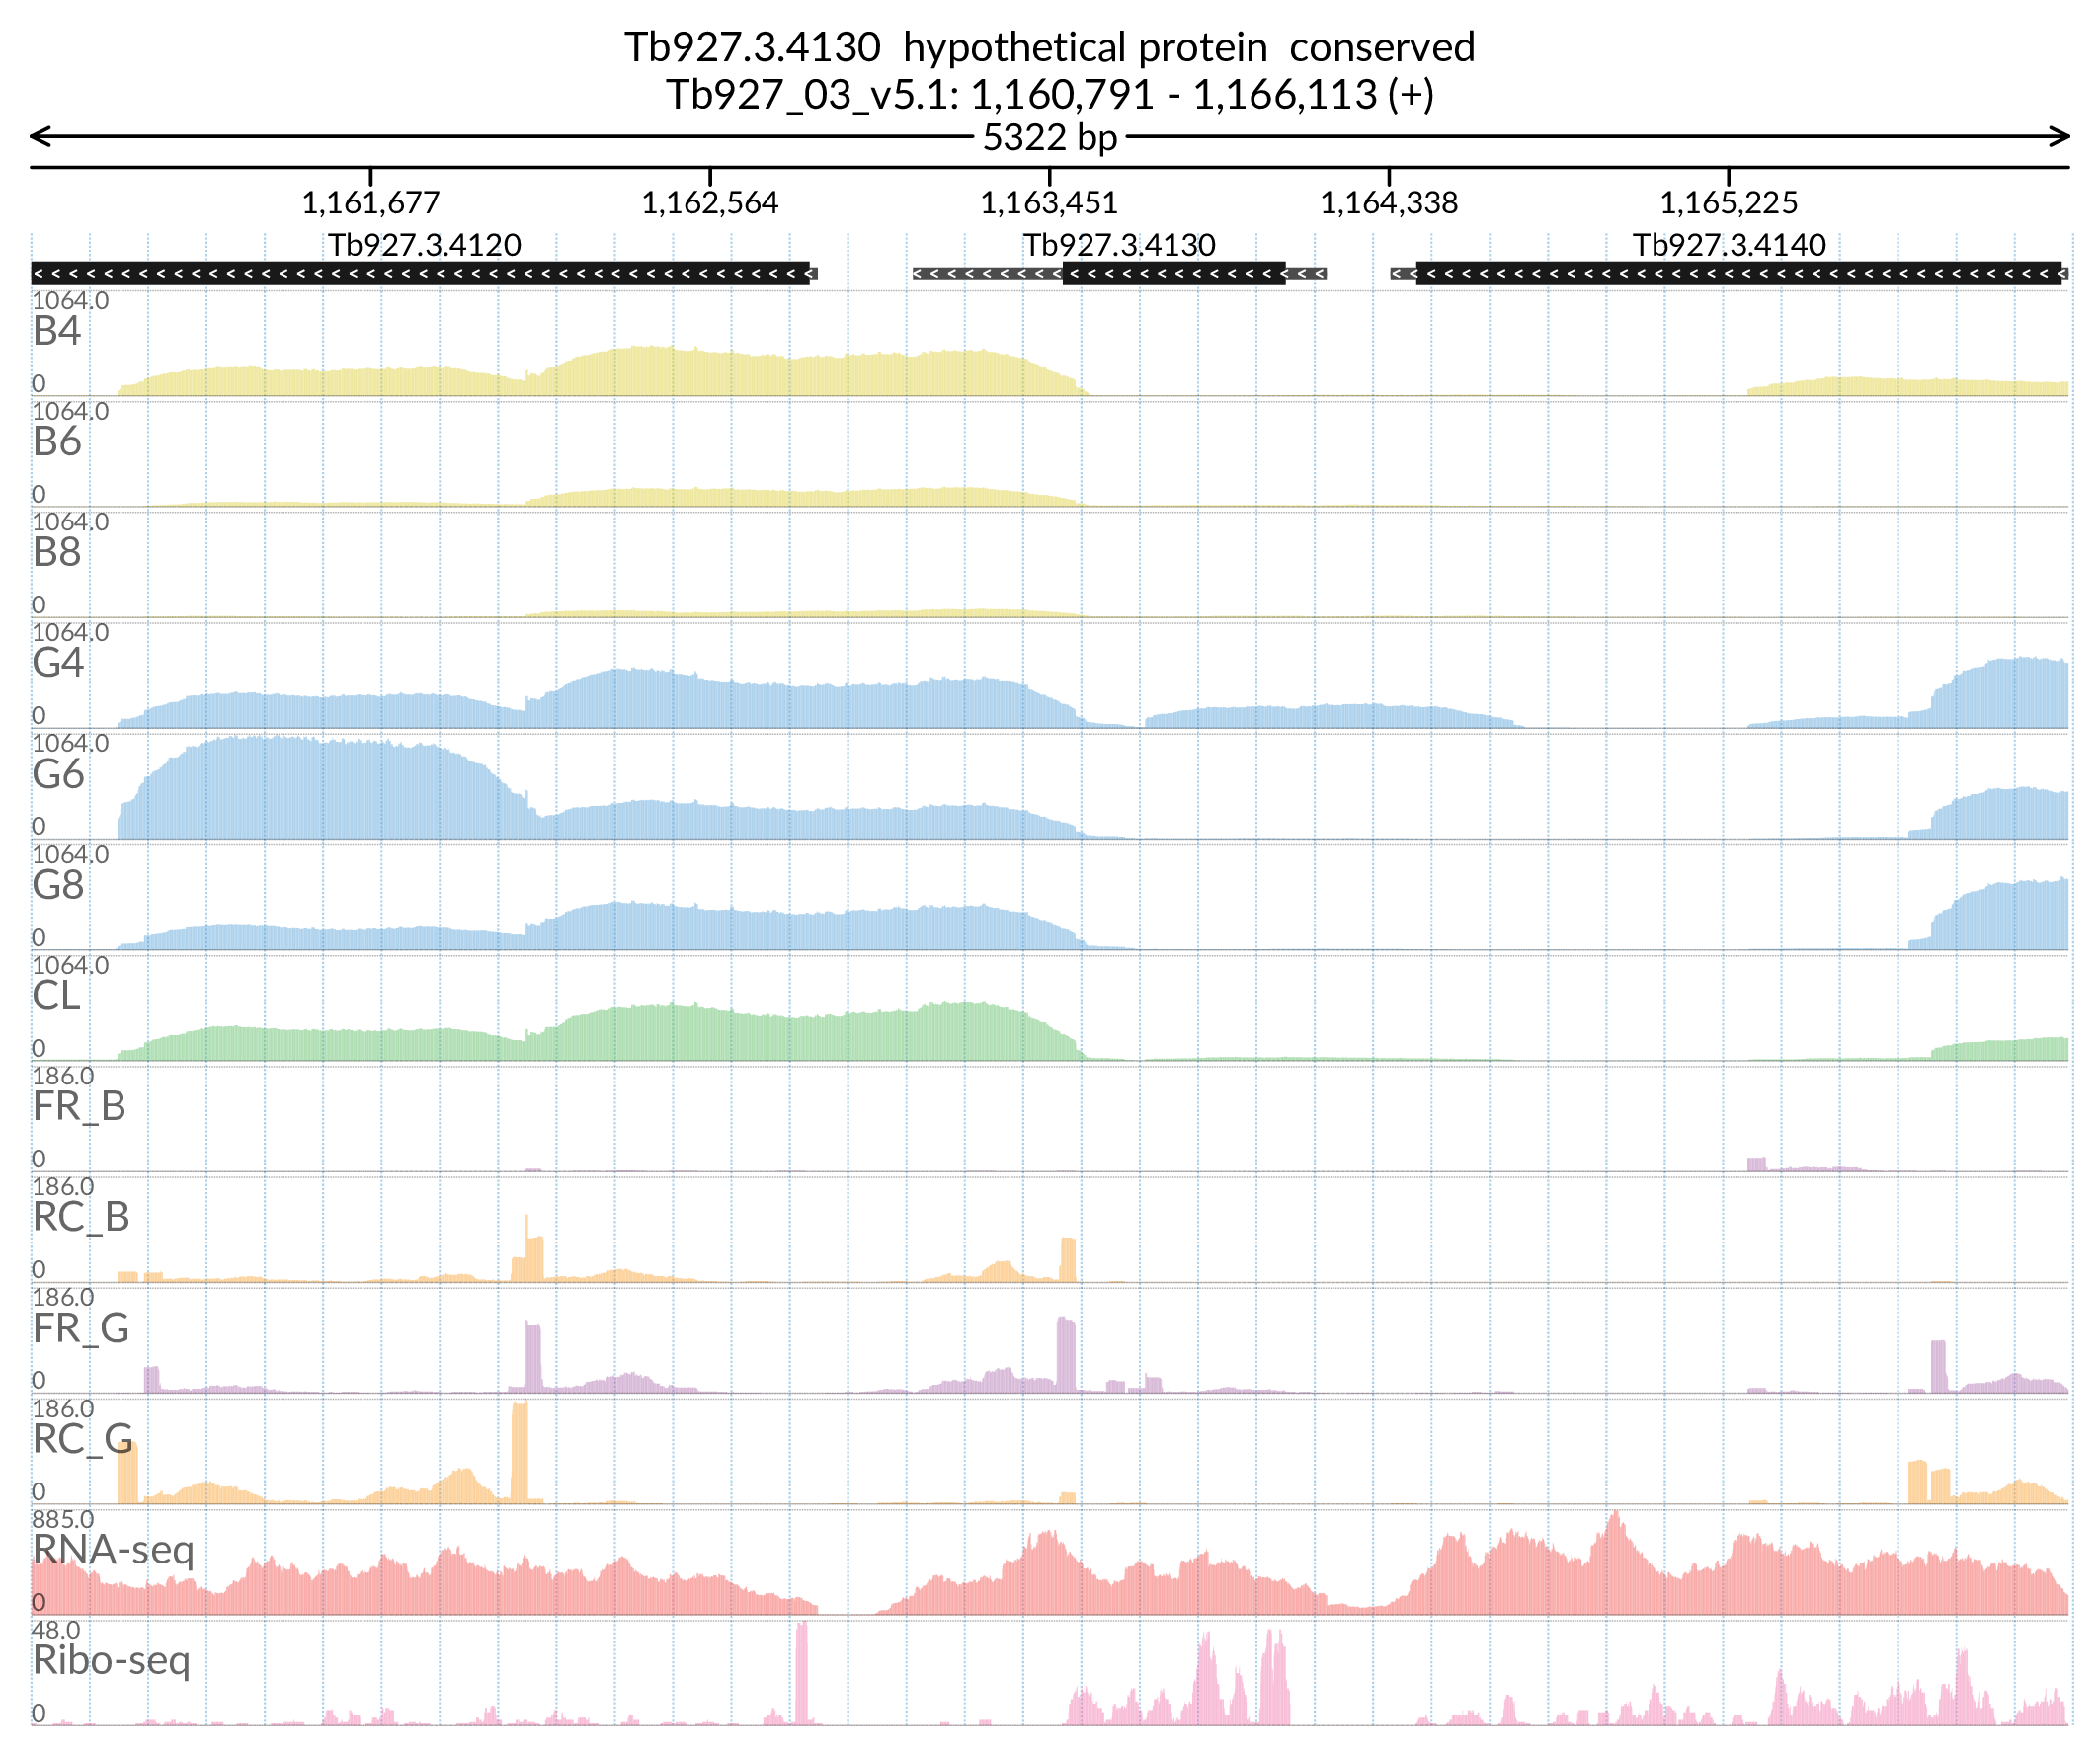 Tb927.3.4130  hypothetical protein  conserved
Tb927_03_v5.1: 1,160,791 - 1,166,113 (+)
5322 bp
1,161,677 1,162,564 1,163,451 1,164,338 1,165,225
Tb927.3.4120 Tb927.3.4130 Tb927.3.4140
1064.0
B4
0
1064.0
B6
0
1064.0
B8
0
1064.0
G4
0
1064.0
G6
0
1064.0
G8
0
1064.0
CL
0
186.0
FR_B
0
186.0
RC_B
0
186.0
FR_G
0
186.0
RC_G
0
885.0
RNA-seq
0
48.0
Ribo-seq
0